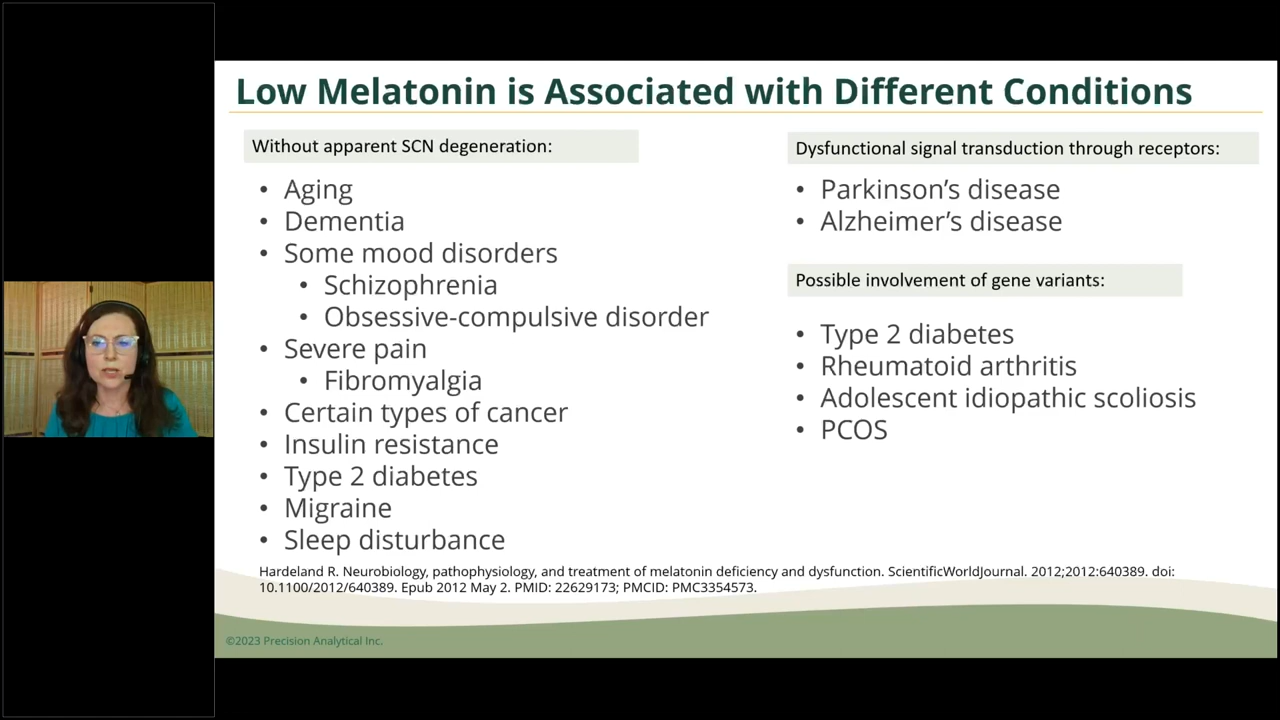 Low Melatonin is Associated with Different Conditions
Without apparent SCN degeneration:
• Aging
• Dementia
• Some mood disorders
• Schizophrenia
• Obsessive-compulsive disorder
• Severe pain
• Fibromyalgia
• Certain types of cancer
• Insulin resistance
• Type 2 diabetes
• Migraine
• Sleep disturbance
Dysfunctional signal transduction through receptors:
• Parkinson’s disease
• Alzheimer’s disease
Possible involvement of gene variants:
• Type 2 diabetes
• Rheumatoid arthritis
• Adolescent idiopathic scoliosis
• PCOS
Hardeland R. Neurobiology, pathophysiology, and treatment of melatonin deficiency and dysfunction. ScientificWorldJournal. 2012;2012:640389. doi:
10.1100/2012/640389. Epub 2012 May 2. PMID: 22629173; PMCID: PMC3354573.
©2023 Precision Analytical Inc.